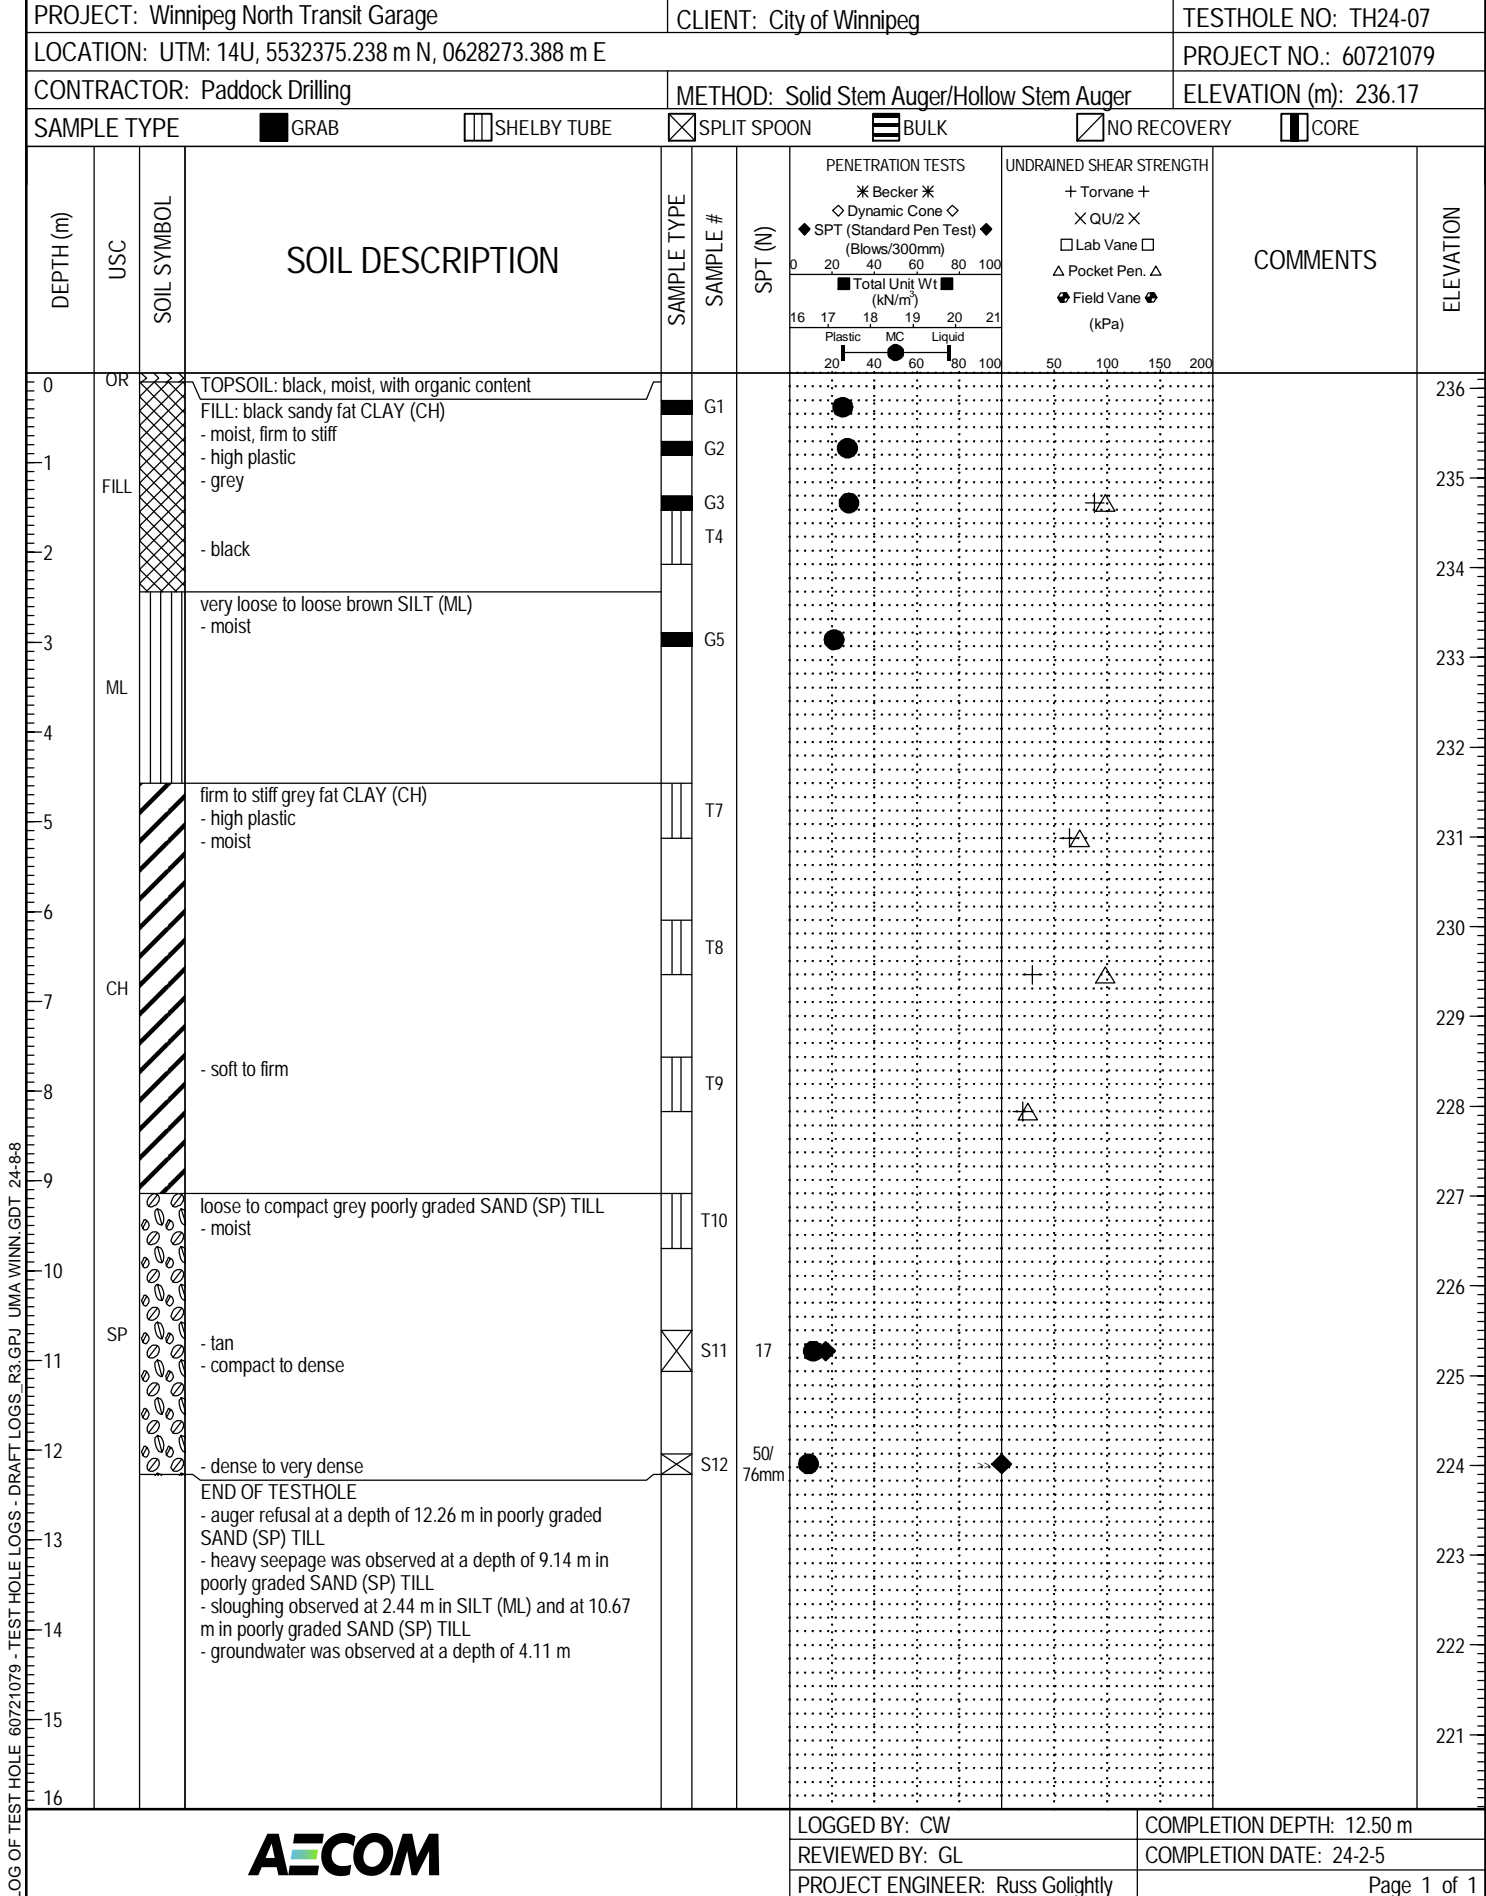 PROJECT: Winnipeg North Transit Garage
CLIENT: City of Winnipeg
TESTHOLE NO: TH24-07
LOCATION: UTM: 14U, 5532375.238 m N, 0628273.388 m E
PROJECT NO.: 60721079
CONTRACTOR: Paddock Drilling
METHOD: Solid Stem Auger/Hollow Stem Auger
ELEVATION (m): 236.17
SAMPLE TYPE GRAB SHELBY TUBE SPLIT SPOON BULK NO RECOVERY CORE
DEPTH (m)
USC
SOIL SYMBOL
SOIL DESCRIPTION
SAMPLE TYPE
SAMPLE #
SPT (N)
PENETRATION TESTS
Becker
Dynamic Cone
SPT (Standard Pen Test)
(Blows/300mm)
0 20 40 60 80 100
Total Unit Wt
(kN/m³)
16 17 18 19 20 21
Plastic MC Liquid
20 40 60 80 100
UNDRAINED SHEAR STRENGTH
+ Torvane +
QU/2
Lab Vane
Pocket Pen.
Field Vane
(kPa)
50 100 150 200
COMMENTS
ELEVATION
0
OR
TOPSOIL: black, moist, with organic content
236
FILL: black sandy fat CLAY (CH)
G1
- moist, firm to stiff
- high plastic
G2
1
- grey
235
FILL
G3
T4
- black
2
234
very loose to loose brown SILT (ML)
- moist
G5
3
233
ML
4
232
firm to stiff grey fat CLAY (CH)
- high plastic
T7
5
- moist
231
6
230
T8
CH
7
229
- soft to firm
T9
8
228
9
227
loose to compact grey poorly graded SAND (SP) TILL
- moist
T10
10
226
SP
- tan
S11
17
- compact to dense
11
225
12
- dense to very dense
S12
50/
76mm
>>
224
END OF TESTHOLE
- auger refusal at a depth of 12.26 m in poorly graded
SAND (SP) TILL
13
- heavy seepage was observed at a depth of 9.14 m in
poorly graded SAND (SP) TILL
223
- sloughing observed at 2.44 m in SILT (ML) and at 10.67
m in poorly graded SAND (SP) TILL
14
- groundwater was observed at a depth of 4.11 m
222
15
221
16
LOG OF TEST HOLE 60721079 - TEST HOLE LOGS - DRAFT LOGS_R3.GPJ UMA WINN.GDT 24-8-8
AECOM
LOGGED BY: CW
COMPLETION DEPTH: 12.50 m
REVIEWED BY: GL
COMPLETION DATE: 24-2-5
PROJECT ENGINEER: Russ Golightly
Page 1 of 1